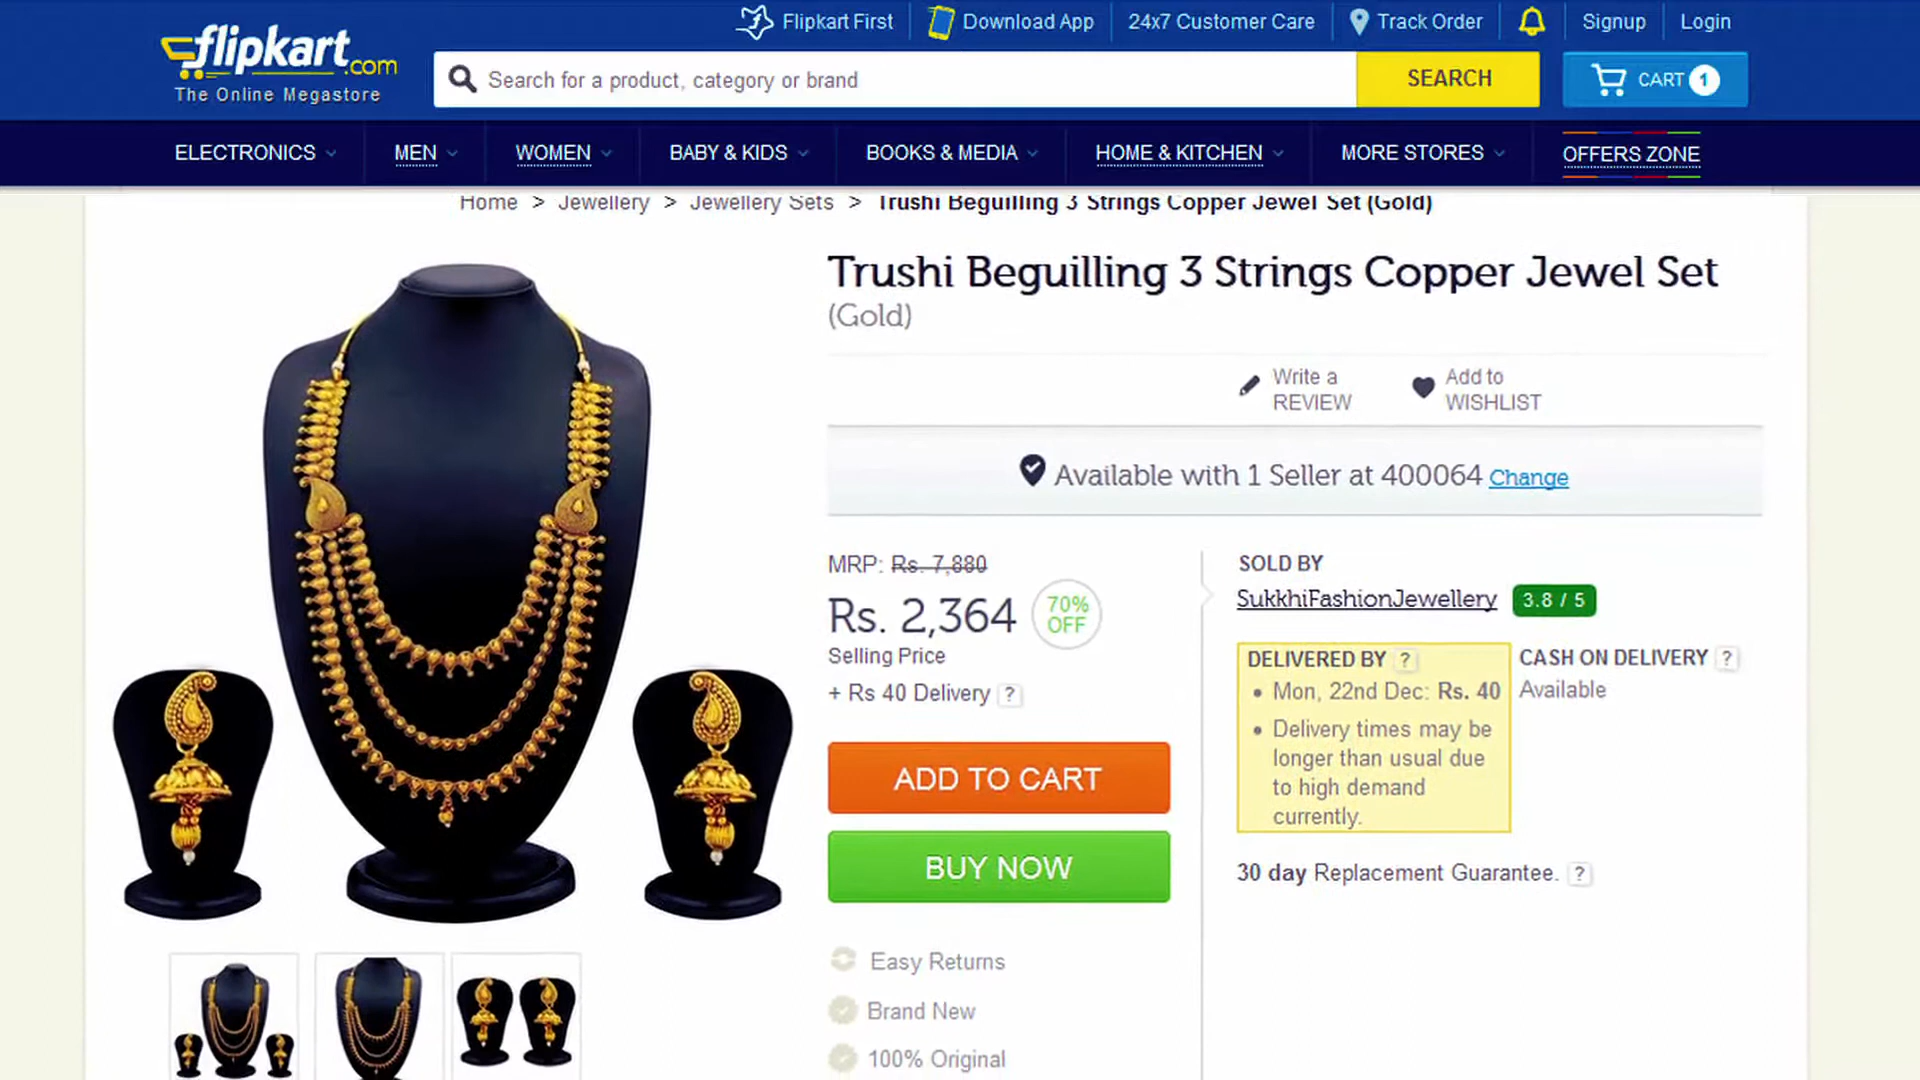 Flipkart First
Download App
24x7 Customer Care
Track Order
Signup
Login
flipkart.com
The Online Megastore
Search for a product, category or brand
SEARCH
CART 1
ELECTRONICS
MEN
WOMEN
BABY & KIDS
BOOKS & MEDIA
HOME & KITCHEN
MORE STORES
OFFERS ZONE
Home > Jewellery > Jewellery Sets > Trushi Beguilling 3 Strings Copper Jewel Set (Gold)
Trushi Beguilling 3 Strings Copper Jewel Set
(Gold)
Write a
REVIEW
Add to
WISHLIST
Available with 1 Seller at 400064 Change
MRP: Rs. 7,880
Rs. 2,364
70%
OFF
Selling Price
+ Rs 40 Delivery ?
ADD TO CART
BUY NOW
Easy Returns
Brand New
100% Original
SOLD BY
SukkhiFashionJewellery 3.8 / 5
DELIVERED BY ?
• Mon, 22nd Dec: Rs. 40
• Delivery times may be
longer than usual due
to high demand
currently.
CASH ON DELIVERY ?
Available
30 day Replacement Guarantee. ?